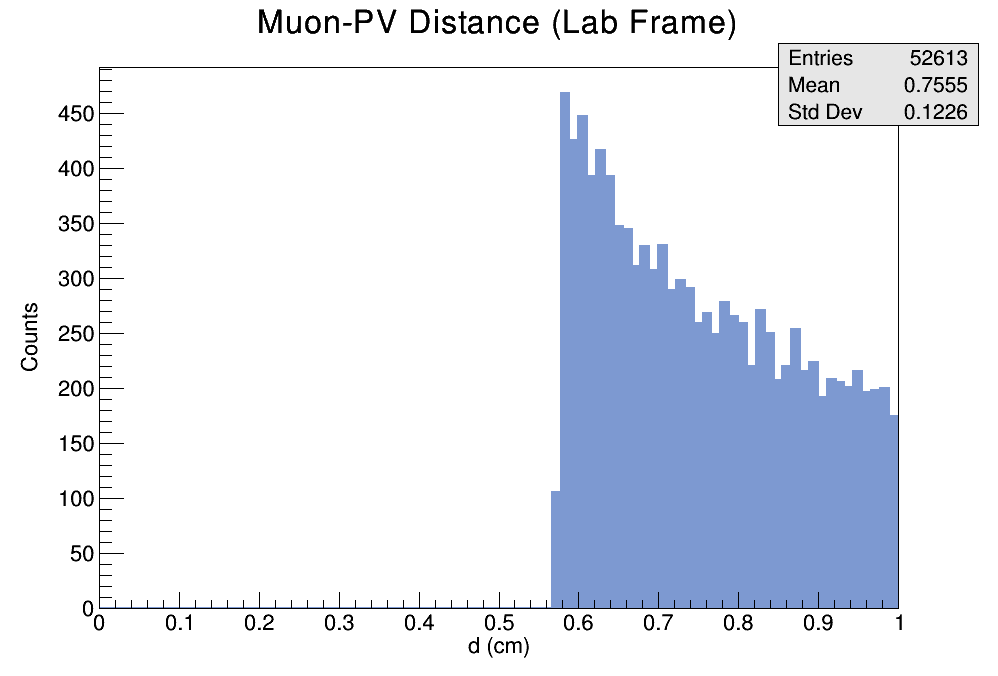 Muon-PV Distance (Lab Frame)
Entries 52613
Mean 0.7555
Std Dev 0.1226
450
400
350
300
250
200
150
100
50
0
Counts
0 0.1 0.2 0.3 0.4 0.5 0.6 0.7 0.8 0.9 1
d (cm)